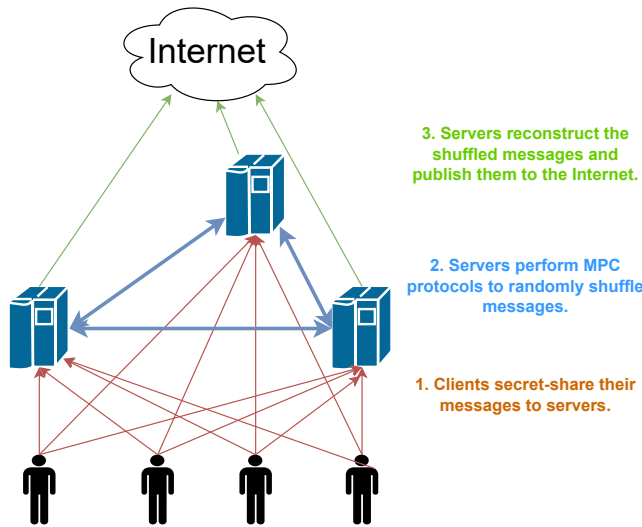 Internet
3. Servers reconstruct the
shuffled messages and
publish them to the Internet.
2. Servers perform MPC
protocols to randomly shuffle
messages.
1. Clients secret-share their
messages to servers.